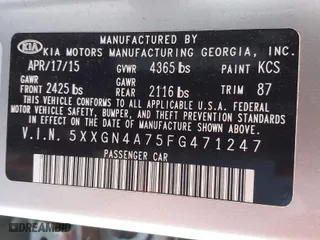 MANUFACTURED BY
KIA KIA MOTORS MANUFACTURING GEORGIA, INC.
APR/17/15 GVWR 4365 lbs PAINT KCS
GAWR FRONT 2425 lbs GAWR REAR 2116 lbs TRIM 87
THIS VEHICLE CONFORMS TO ALL APPLICABLE U.S.A FEDERAL
MOTOR VEHICLE SAFETY, BUMPER, AND THEFT PREVENTION
STANDARDS IN EFFECT ON THE DATE OF MANUFACTURE SHOWN ABOVE.
V.I.N. 5XXGN4A75FG471247
PASSENGER CAR
DREAMBID